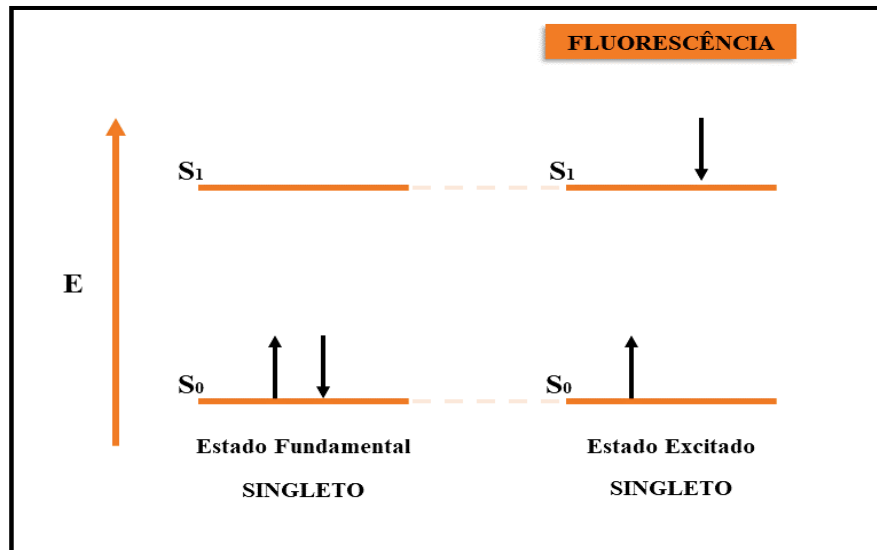 FLUORESCÊNCIA
S1
S1
E
S0
S0
Estado Fundamental
SINGLETO
Estado Excitado
SINGLETO